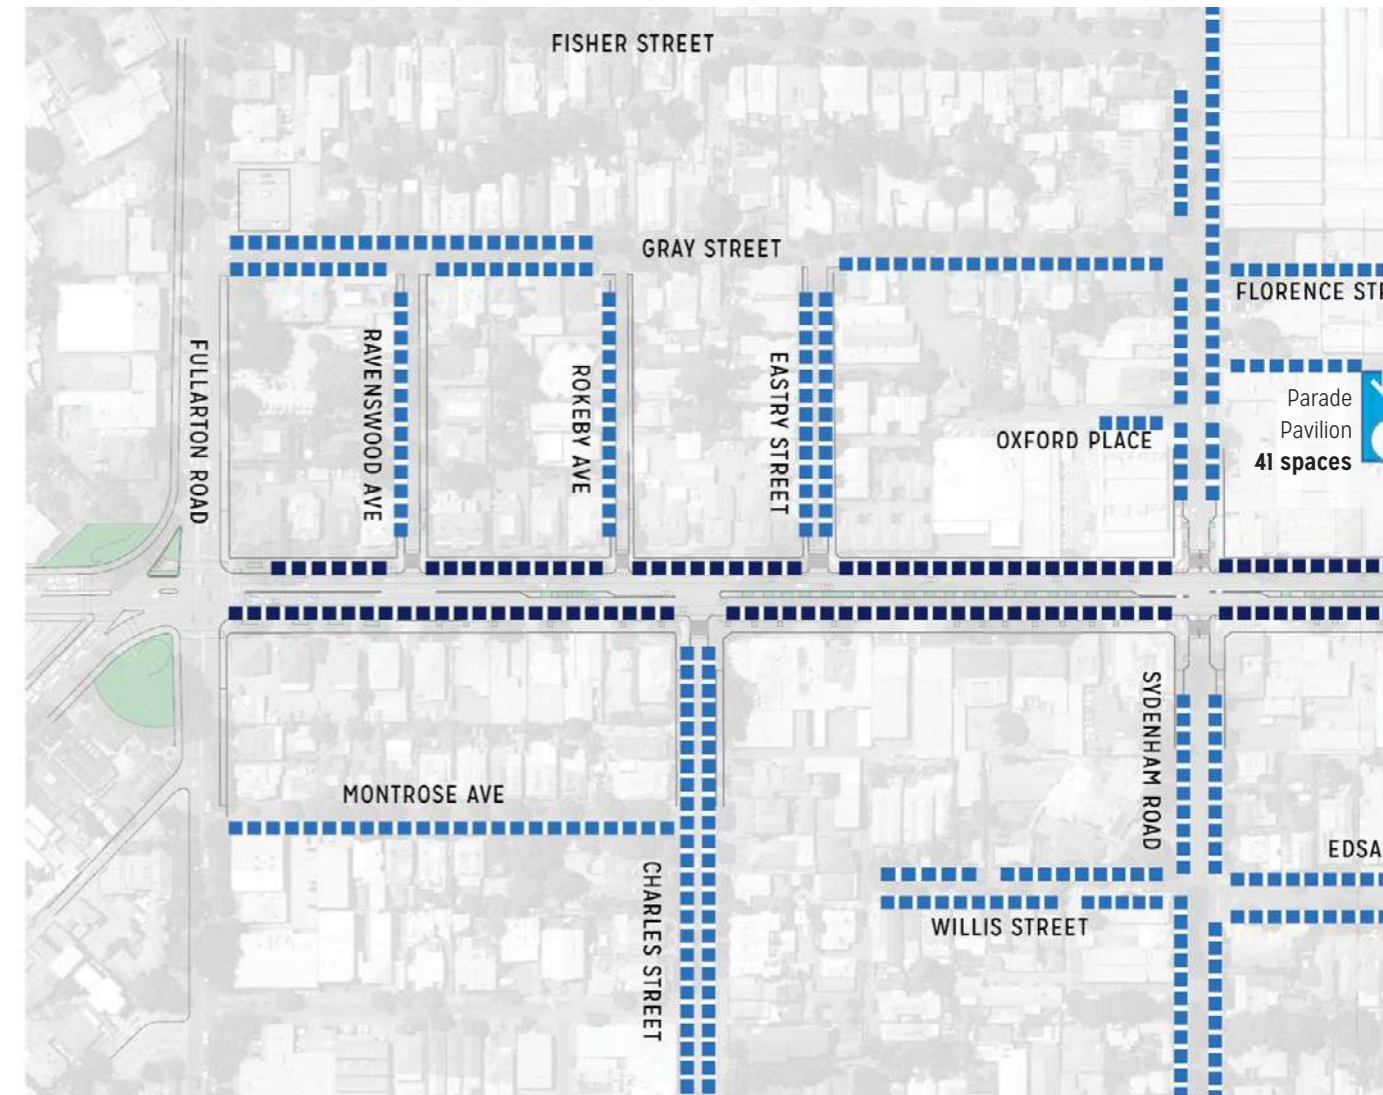 FISHER STREET
GRAY STREET
FLORENCE STR
FULLARTON ROAD
RAVENSWOOD AVE
ROKEBY AVE
EASTRY STREET
Parade
Pavilion
41 spaces
OXFORD PLACE
SYDENHAM ROAD
MONTROSE AVE
EDSA
CHARLES STREET
WILLIS STREET